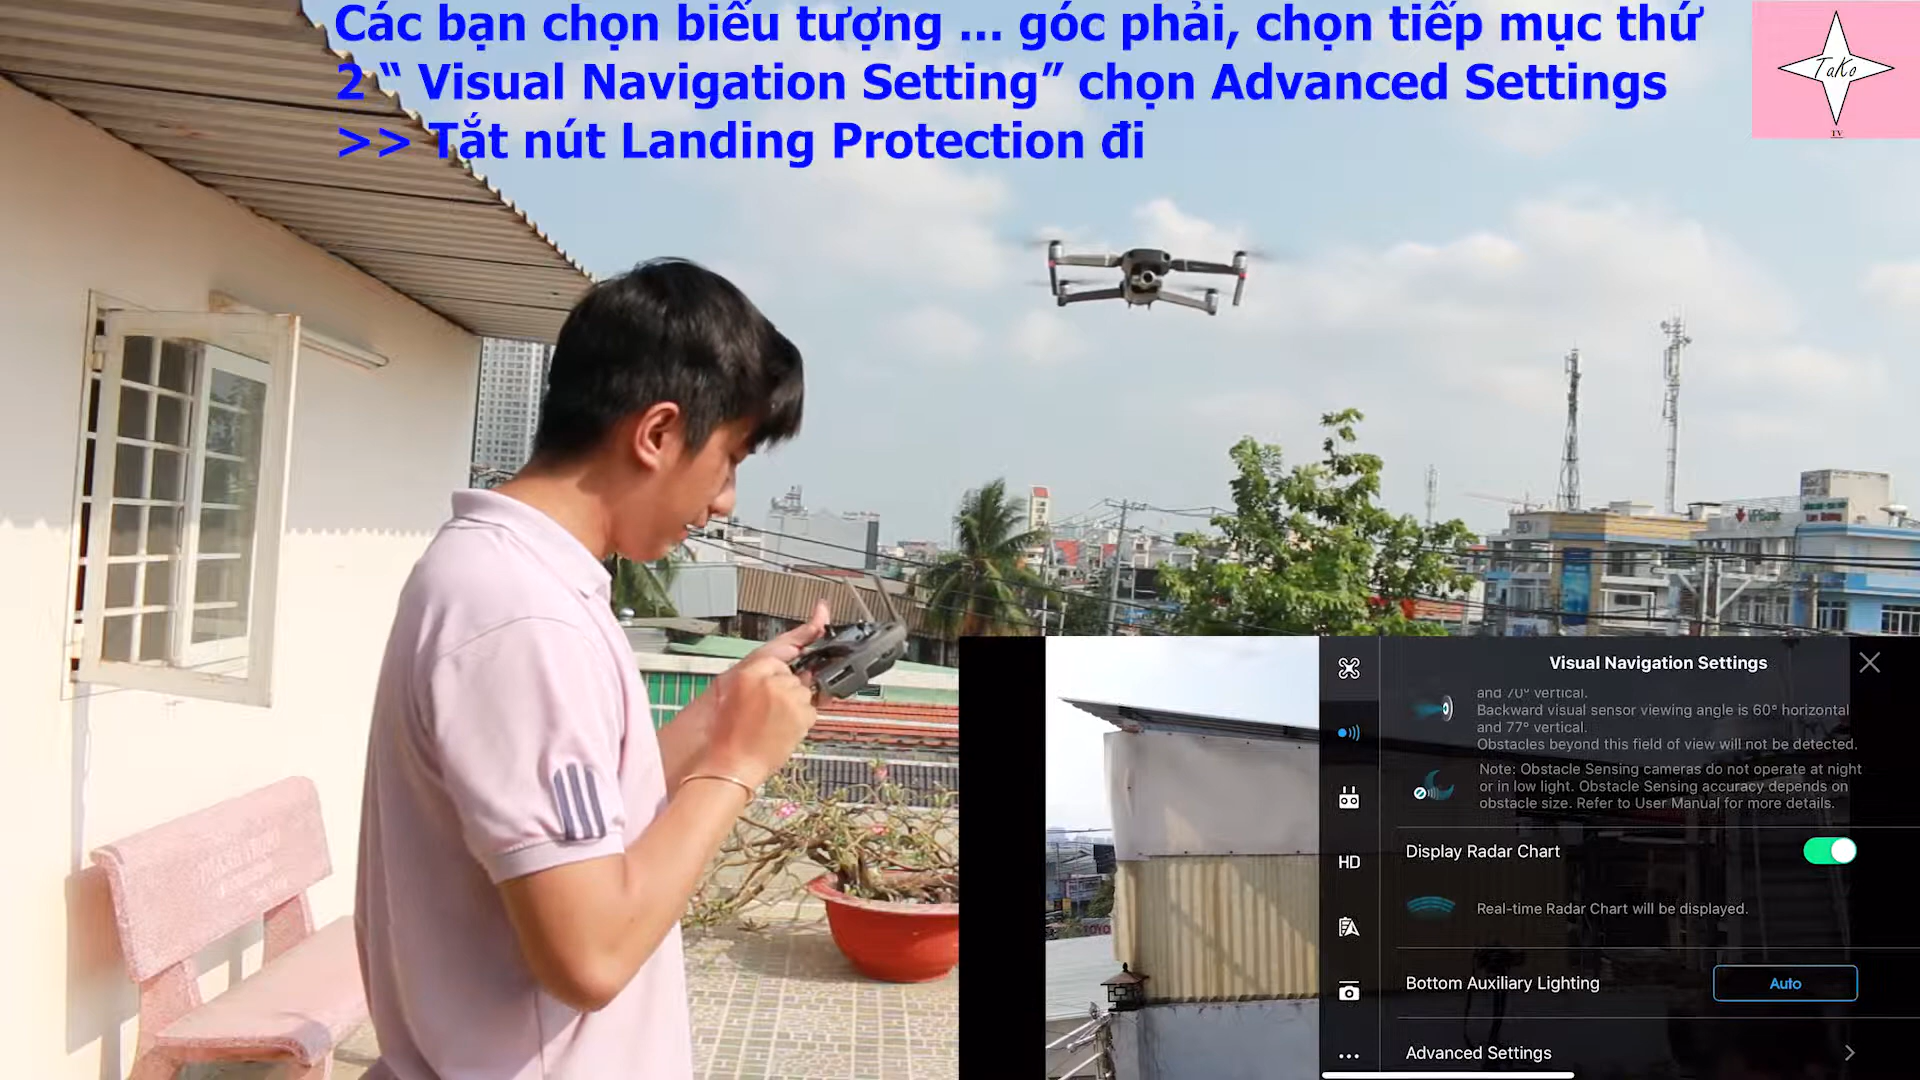 Các bạn chọn biểu tượng ... góc phải, chọn tiếp mục thứ
2 “ Visual Navigation Setting” chọn Advanced Settings
>> Tắt nút Landing Protection đi
TaKo
TV
Visual Navigation Settings
and 70° vertical.
Backward visual sensor viewing angle is 60° horizontal
and 77° vertical.
Obstacles beyond this field of view will not be detected.
Note: Obstacle Sensing cameras do not operate at night
or in low light. Obstacle Sensing accuracy depends on
obstacle size. Refer to User Manual for more details.
HD
Display Radar Chart
Real-time Radar Chart will be displayed.
Bottom Auxiliary Lighting
Auto
Advanced Settings